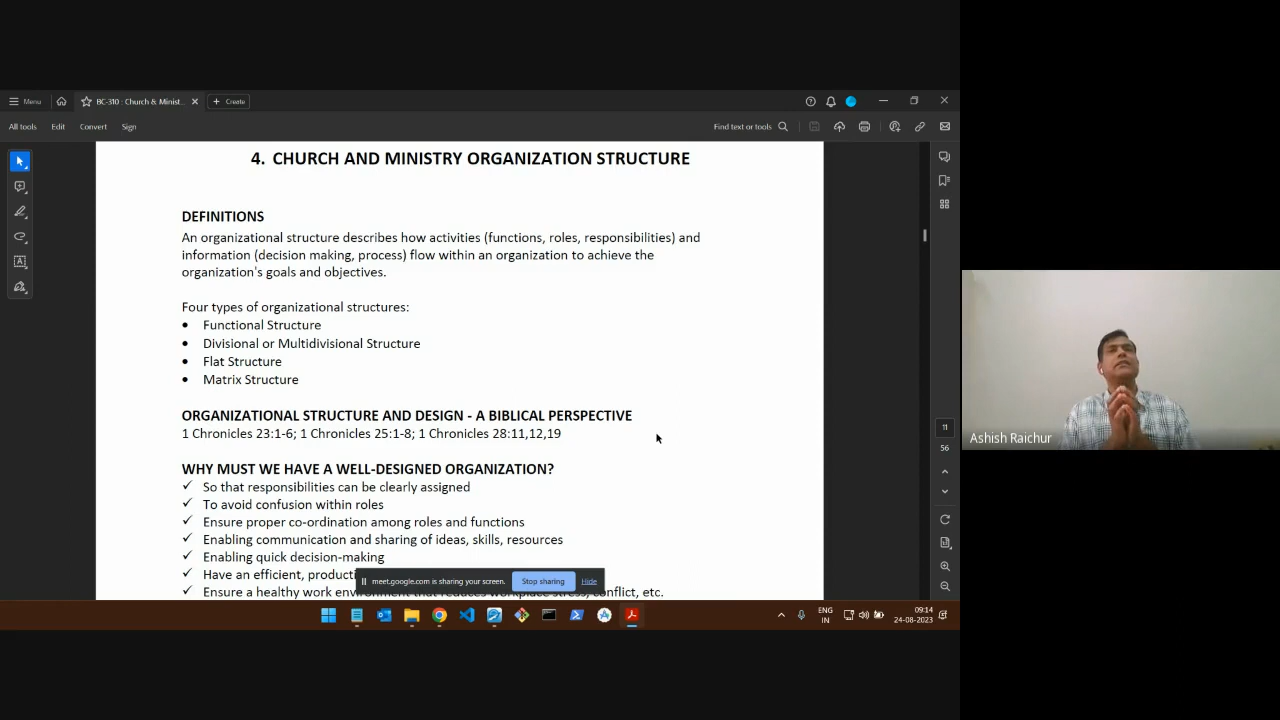 Menu
BC-310 : Church & Minist...
Create
All tools
Edit
Convert
Sign
Find text or tools
4. CHURCH AND MINISTRY ORGANIZATION STRUCTURE
DEFINITIONS
An organizational structure describes how activities (functions, roles, responsibilities) and
information (decision making, process) flow within an organization to achieve the
organization's goals and objectives.
Four types of organizational structures:
• Functional Structure
• Divisional or Multidivisional Structure
• Flat Structure
• Matrix Structure
ORGANIZATIONAL STRUCTURE AND DESIGN - A BIBLICAL PERSPECTIVE
1 Chronicles 23:1-6; 1 Chronicles 25:1-8; 1 Chronicles 28:11,12,19
WHY MUST WE HAVE A WELL-DESIGNED ORGANIZATION?
✓ So that responsibilities can be clearly assigned
✓ To avoid confusion within roles
✓ Ensure proper co-ordination among roles and functions
✓ Enabling communication and sharing of ideas, skills, resources
✓ Enabling quick decision-making
✓ Have an efficient,
✓ Ensure a healthy work environment that reduces workplace stress, conflict, etc.
meet.google.com is sharing your screen.
Stop sharing
Hide
11
56
Ashish Raichur
ENG
IN
09:14
24-08-2023